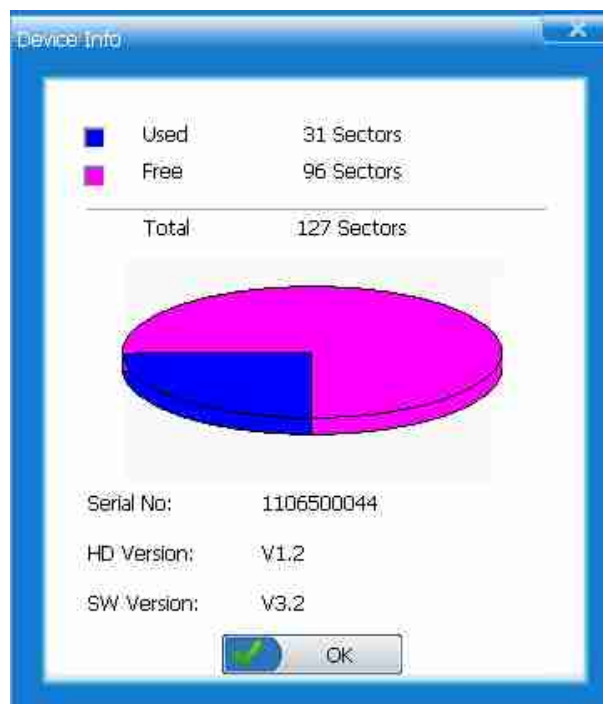 Device Info
Used 31 Sectors
Free 96 Sectors
Total 127 Sectors
Serial No: 1106500044
HD Version: V1.2
SW Version: V3.2
OK